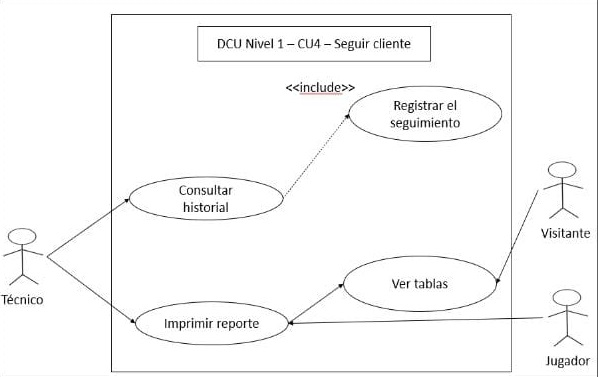 DCU Nivel 1 – CU4 – Seguir cliente
<<include>>
Registrar el
seguimiento
Consultar
historial
Visitante
Técnico
Ver tablas
Imprimir reporte
Jugador